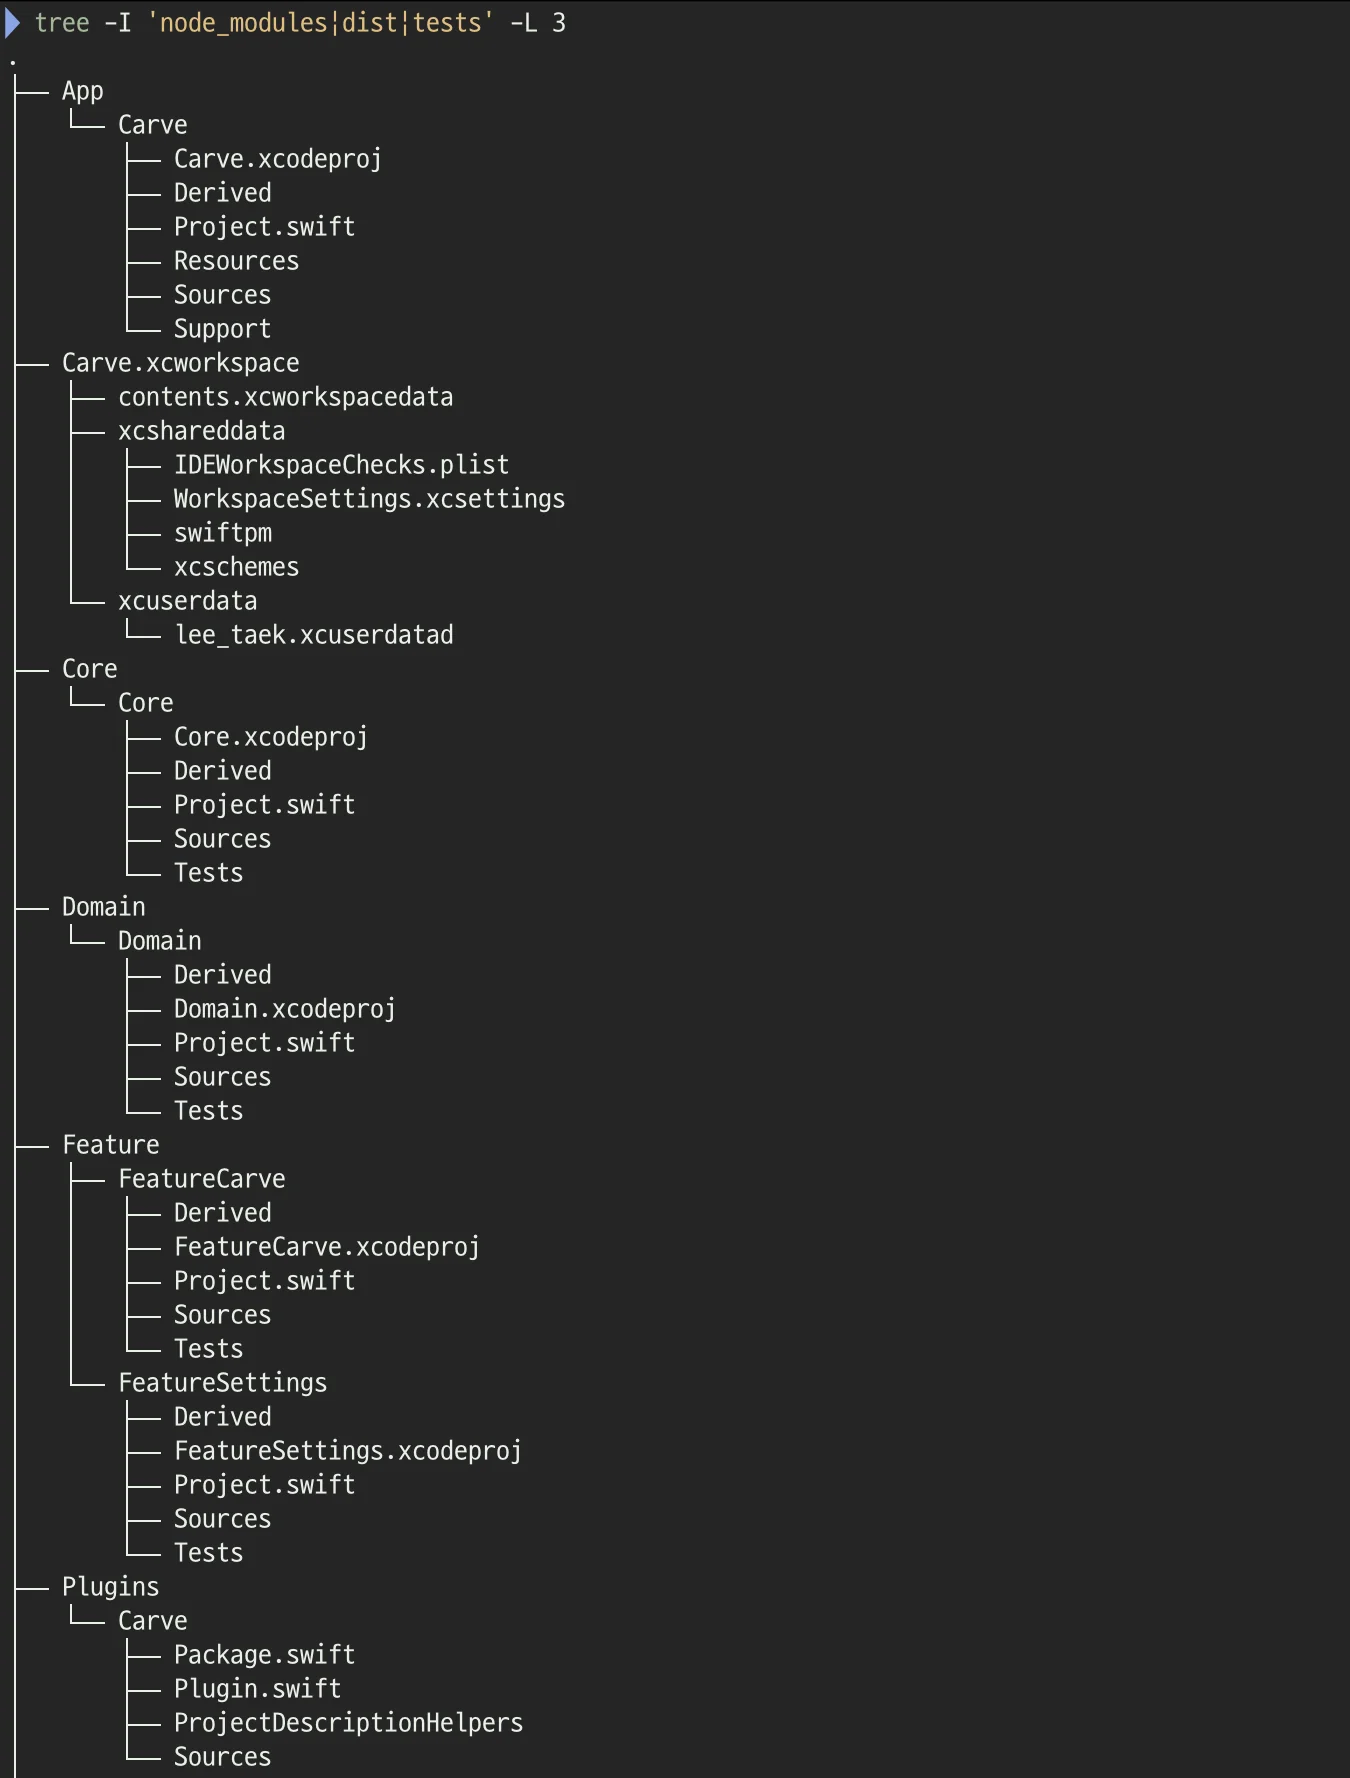 tree -I 'node_modules|dist|tests' -L 3
.
├── App
│   └── Carve
│       ├── Carve.xcodeproj
│       ├── Derived
│       ├── Project.swift
│       ├── Resources
│       ├── Sources
│       └── Support
├── Carve.xcworkspace
│   ├── contents.xcworkspacedata
│   ├── xcshareddata
│   │   ├── IDEWorkspaceChecks.plist
│   │   ├── WorkspaceSettings.xcsettings
│   │   ├── swiftpm
│   │   └── xcschemes
│   └── xcuserdata
│       └── lee_taek.xcuserdatad
├── Core
│   └── Core
│       ├── Core.xcodeproj
│       ├── Derived
│       ├── Project.swift
│       ├── Sources
│       └── Tests
├── Domain
│   └── Domain
│       ├── Derived
│       ├── Domain.xcodeproj
│       ├── Project.swift
│       ├── Sources
│       └── Tests
├── Feature
│   ├── FeatureCarve
│   │   ├── Derived
│   │   ├── FeatureCarve.xcodeproj
│   │   ├── Project.swift
│   │   ├── Sources
│   │   └── Tests
│   └── FeatureSettings
│       ├── Derived
│       ├── FeatureSettings.xcodeproj
│       ├── Project.swift
│       ├── Sources
│       └── Tests
├── Plugins
│   └── Carve
│       ├── Package.swift
│       ├── Plugin.swift
│       ├── ProjectDescriptionHelpers
│       └── Sources